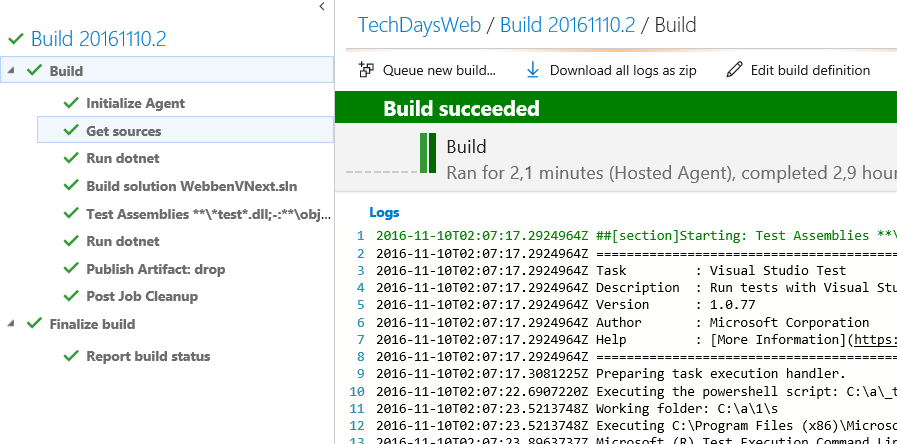 Build 20161110.2
Build
Initialize Agent
Get sources
Run dotnet
Build solution WebbenVNext.sln
Test Assemblies **\*test*.dll;-:**\obj...
Run dotnet
Publish Artifact: drop
Post Job Cleanup
Finalize build
Report build status
TechDaysWeb / Build 20161110.2 / Build
Queue new build... Download all logs as zip Edit build definition
Build succeeded
Build
Ran for 2,1 minutes (Hosted Agent), completed 2,9 hour
Logs
1 2016-11-10T02:07:17.2924964Z ##[section]Starting: Test Assemblies **\
2 2016-11-10T02:07:17.2924964Z ========================================
3 2016-11-10T02:07:17.2924964Z Task : Visual Studio Test
4 2016-11-10T02:07:17.2924964Z Description : Run tests with Visual Stu
5 2016-11-10T02:07:17.2924964Z Version : 1.0.77
6 2016-11-10T02:07:17.2924964Z Author : Microsoft Corporation
7 2016-11-10T02:07:17.2924964Z Help : [More Information](https:
8 2016-11-10T02:07:17.2924964Z ========================================
9 2016-11-10T02:07:17.3081225Z Preparing task execution handler.
10 2016-11-10T02:07:22.6907220Z Executing the powershell script: C:\a\_t
11 2016-11-10T02:07:23.5213748Z Working folder: C:\a\1\s
12 2016-11-10T02:07:23.5213748Z Executing C:\Program Files (x86)\Microso
13 2016-11-10T02:07:23.8963737Z Microsoft (R) Test Execution Command Lin